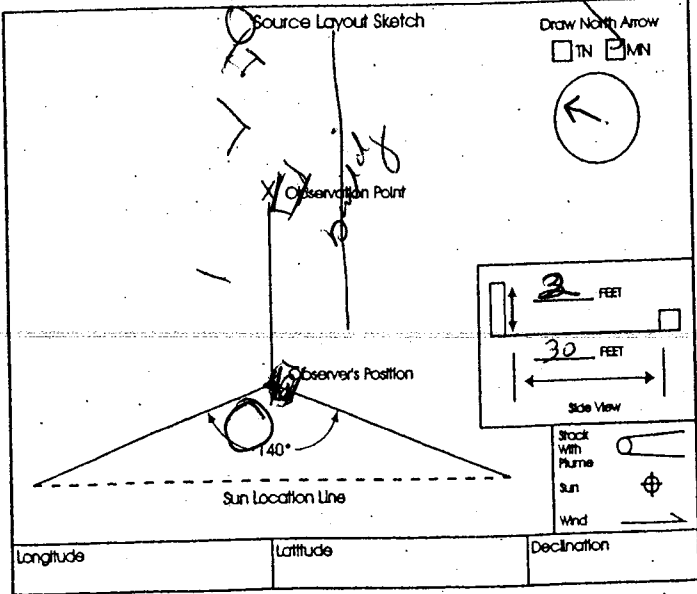 Source Layout Sketch
Draw North Arrow
TN MN
X Observation Point
3 FEET
30 FEET
Side View
Observer's Position
140°
Sun Location Line
Stack With Plume
Sun
Wind
Longitude
Latitude
Declination